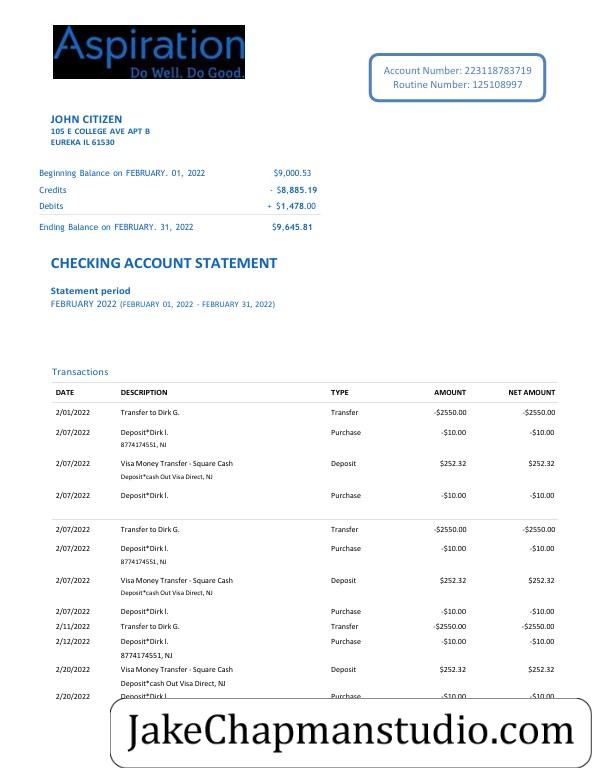 Aspiration
Do Well. Do Good.
Account Number: 223118783719
Routine Number: 125108997
JOHN CITIZEN
105 E COLLEGE AVE APT B
EUREKA IL 61530
Beginning Balance on FEBRUARY. 01, 2022 $9,000.53
Credits - $8,885.19
Debits + $1,478.00
Ending Balance on FEBRUARY. 31, 2022 $9,645.81
CHECKING ACCOUNT STATEMENT
Statement period
FEBRUARY 2022 (FEBRUARY 01, 2022 - FEBRUARY 31, 2022)
Transactions
DATE DESCRIPTION TYPE AMOUNT NET AMOUNT
2/01/2022 Transfer to Dirk G. Transfer -$2550.00 -$2550.00
2/07/2022 Deposit*Dirk l. Purchase -$10.00 -$10.00
8774174551, NJ
2/07/2022 Visa Money Transfer - Square Cash Deposit $252.32 $252.32
Deposit*cash Out Visa Direct, NJ
2/07/2022 Deposit*Dirk l. Purchase -$10.00 -$10.00
2/07/2022 Transfer to Dirk G. Transfer -$2550.00 -$2550.00
2/07/2022 Deposit*Dirk l. Purchase -$10.00 -$10.00
8774174551, NJ
2/07/2022 Visa Money Transfer - Square Cash Deposit $252.32 $252.32
Deposit*cash Out Visa Direct, NJ
2/07/2022 Deposit*Dirk l. Purchase -$10.00 -$10.00
2/11/2022 Transfer to Dirk G. Transfer -$2550.00 -$2550.00
2/12/2022 Deposit*Dirk l. Purchase -$10.00 -$10.00
8774174551, NJ
2/20/2022 Visa Money Transfer - Square Cash Deposit $252.32 $252.32
Deposit*cash Out Visa Direct, NJ
2/20/2022 Deposit*Dirk l. Purchase -$10.00 -$10.00
JakeChapmanstudio.com